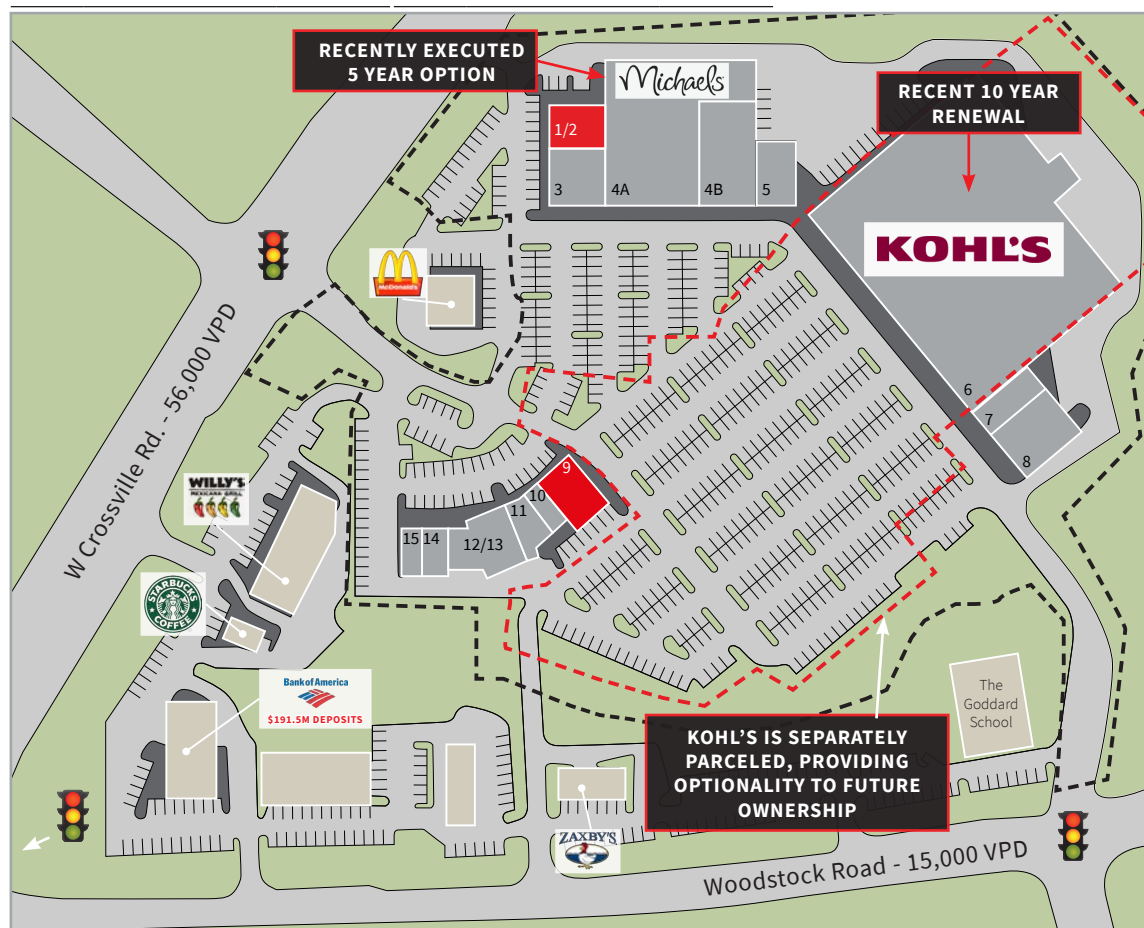 RECENTLY EXECUTED
5 YEAR OPTION
Michaels
RECENT 10 YEAR
RENEWAL
1/2
3
4A
4B
5
KOHL'S
McDonald's
W Crossville Rd. - 56,000 VPD
6
7
8
9
10
11
12/13
14
15
WILLY'S
MEXICANA GRILL
STARBUCKS
COFFEE
Bank of America
$191.5M DEPOSITS
The
Goddard
School
KOHL'S IS SEPARATELY
PARCELED, PROVIDING
OPTIONALITY TO FUTURE
OWNERSHIP
ZAXBY'S
Woodstock Road - 15,000 VPD